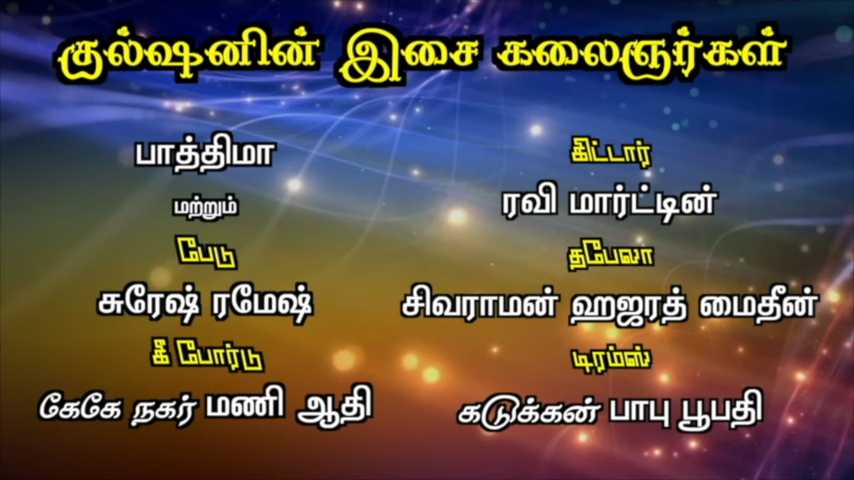 குல்ஷனின் இசை கலைஞர்கள்
பாத்திமா
மற்றும்
பேடு
சுரேஷ் ரமேஷ்
கீ போர்டு
கேகே நகர் மணி ஆதி
கிட்டார்
ரவி மார்ட்டின்
தபேலா
சிவராமன் ஹஜரத் மைதீன்
டிரம்ஸ்
கடுக்கன் பாபு பூபதி